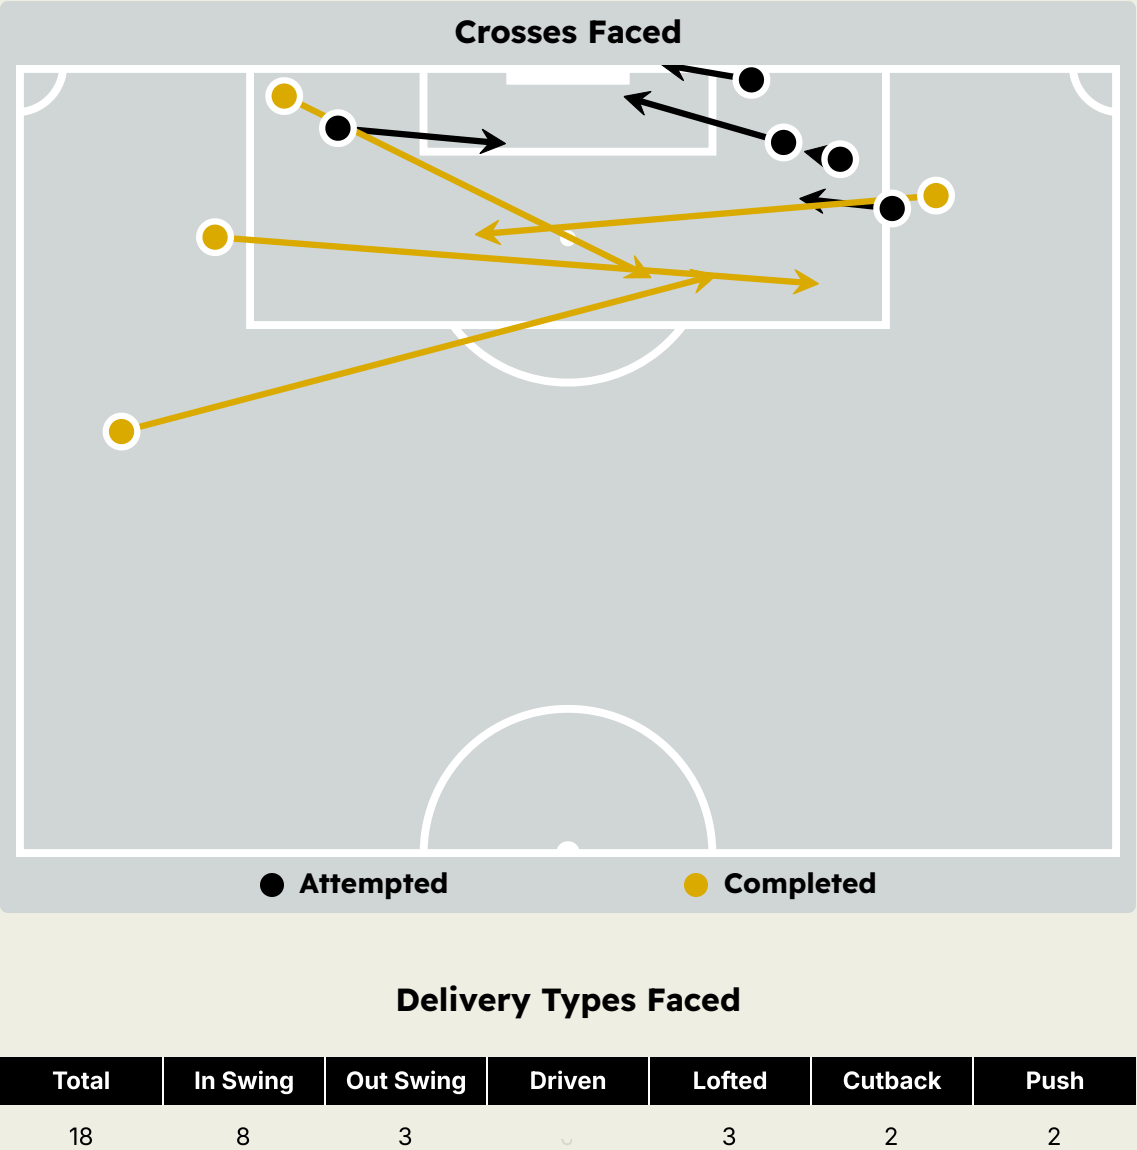 Crosses Faced
Attempted Completed
Delivery Types Faced
Total In Swing Out Swing Driven Lofted Cutback Push
18 8 3 3 2 2